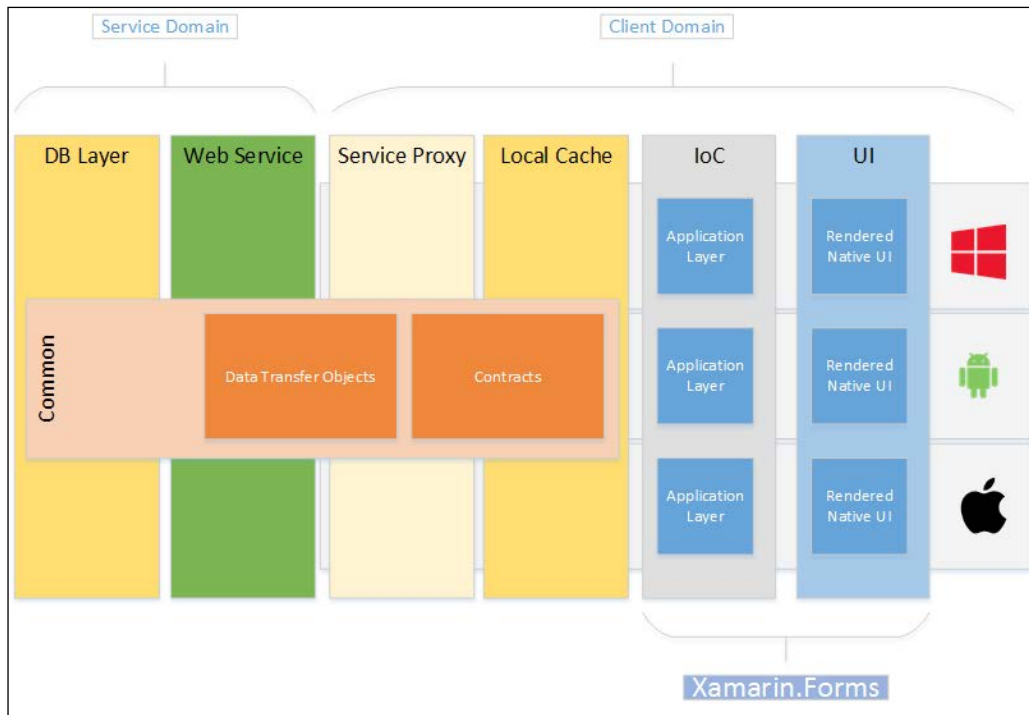 Service Domain
Client Domain
DB Layer
Web Service
Service Proxy
Local Cache
IoC
UI
Application
Layer
Rendered
Native UI
Common
Data Transfer Objects
Contracts
Application
Layer
Rendered
Native UI
Application
Layer
Rendered
Native UI
Xamarin.Forms